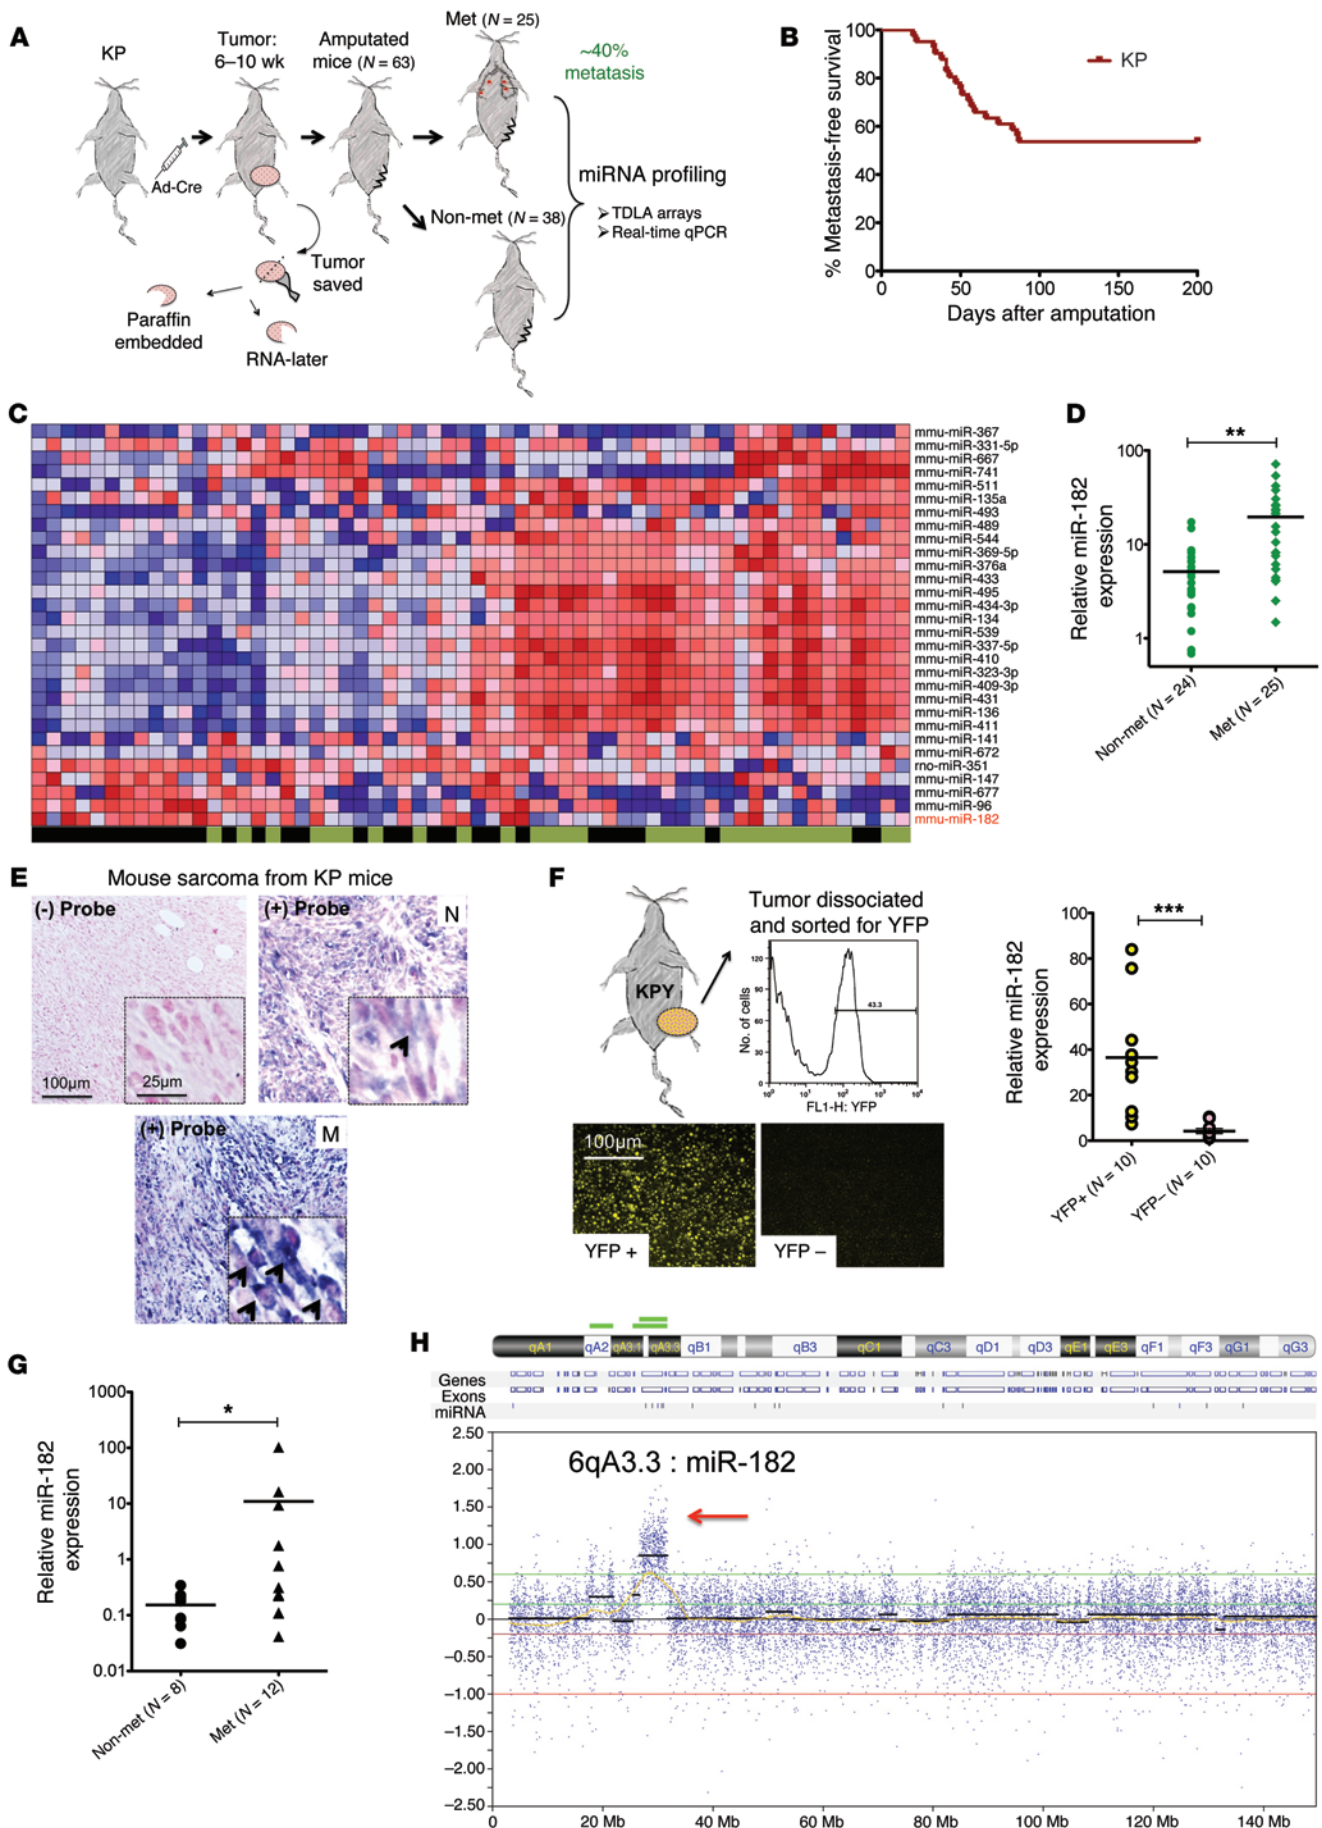 A
KP
Ad-Cre
Tumor:
6–10 wk
Amputated
mice (N = 63)
Met (N = 25)
~40%
metatasis
Non-met (N = 38)
miRNA profiling
➢TDLA arrays
➢Real-time qPCR
Tumor
saved
Paraffin
embedded
RNA-later
B
% Metastasis-free survival
100
80
60
40
20
0
0 50 100 150 200
Days after amputation
KP
C
mmu-miR-367
mmu-miR-331-5p
mmu-miR-667
mmu-miR-741
mmu-miR-511
mmu-miR-135a
mmu-miR-493
mmu-miR-489
mmu-miR-544
mmu-miR-369-5p
mmu-miR-376a
mmu-miR-433
mmu-miR-495
mmu-miR-434-3p
mmu-miR-134
mmu-miR-539
mmu-miR-337-5p
mmu-miR-410
mmu-miR-323-3p
mmu-miR-409-3p
mmu-miR-431
mmu-miR-136
mmu-miR-411
mmu-miR-141
mmu-miR-672
rno-miR-351
mmu-miR-147
mmu-miR-677
mmu-miR-96
mmu-miR-182
D
Relative miR-182
expression
100
10
1
**
Non-met (N = 24)
Met (N = 25)
E
Mouse sarcoma from KP mice
(-) Probe
100µm
25µm
(+) Probe
N
(+) Probe
M
F
KPY
Tumor dissociated
and sorted for YFP
No. of cells
120
90
60
30
0
43.3
10⁰ 10¹ 10² 10³ 10⁴
FL1-H: YFP
100µm
YFP +
YFP –
Relative miR-182
expression
100
80
60
40
20
0
***
YFP+ (N = 10)
YFP– (N = 10)
G
Relative miR-182
expression
1000
100
10
1
0.1
0.01
*
Non-met (N = 8)
Met (N = 12)
H
qA1 qA2 qA3.1 qA3.3 qB1 qB3 qC1 qC3 qD1 qD3 qE1 qE3 qF1 qF3 qG1 qG3
Genes
Exons
miRNA
6qA3.3 : miR-182
2.50
2.00
1.50
1.00
0.50
0
–0.50
–1.00
–1.50
–2.00
–2.50
0 20 Mb 40 Mb 60 Mb 80 Mb 100 Mb 120 Mb 140 Mb